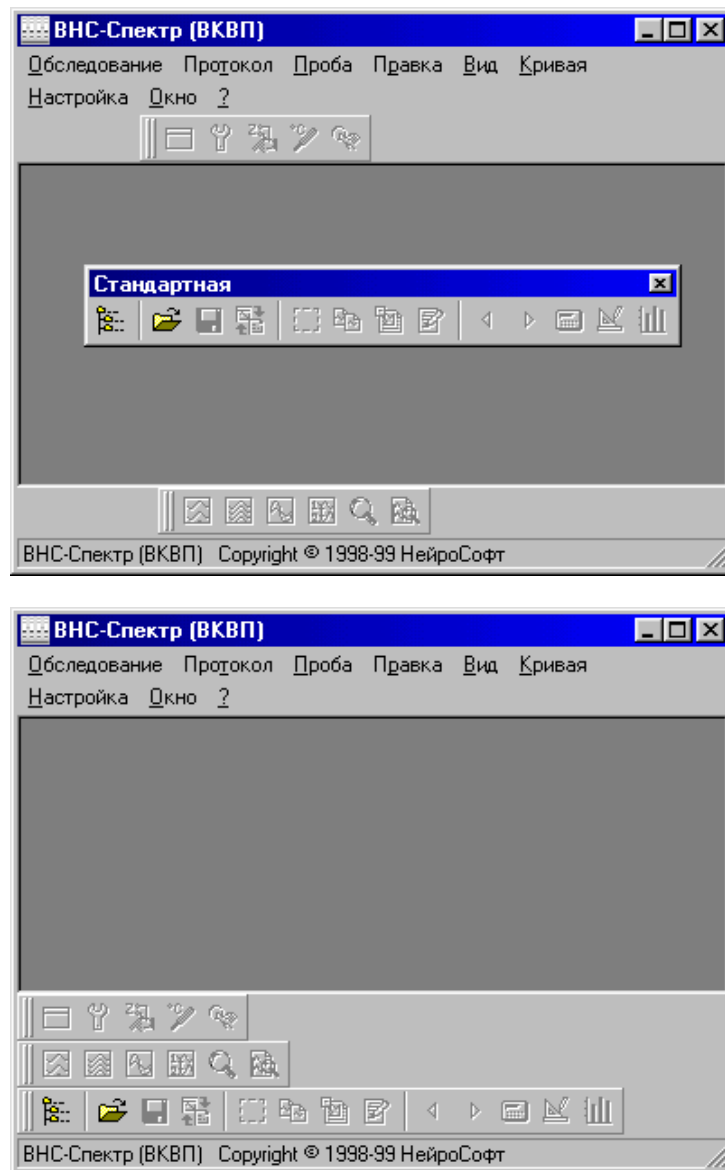 ВНС-Спектр (ВКВП)
Обследование Протокол Проба Правка Вид Кривая
Настройка Окно ?
Стандартная
ВНС-Спектр (ВКВП) Copyright © 1998-99 НейроСофт
ВНС-Спектр (ВКВП)
Обследование Протокол Проба Правка Вид Кривая
Настройка Окно ?
ВНС-Спектр (ВКВП) Copyright © 1998-99 НейроСофт